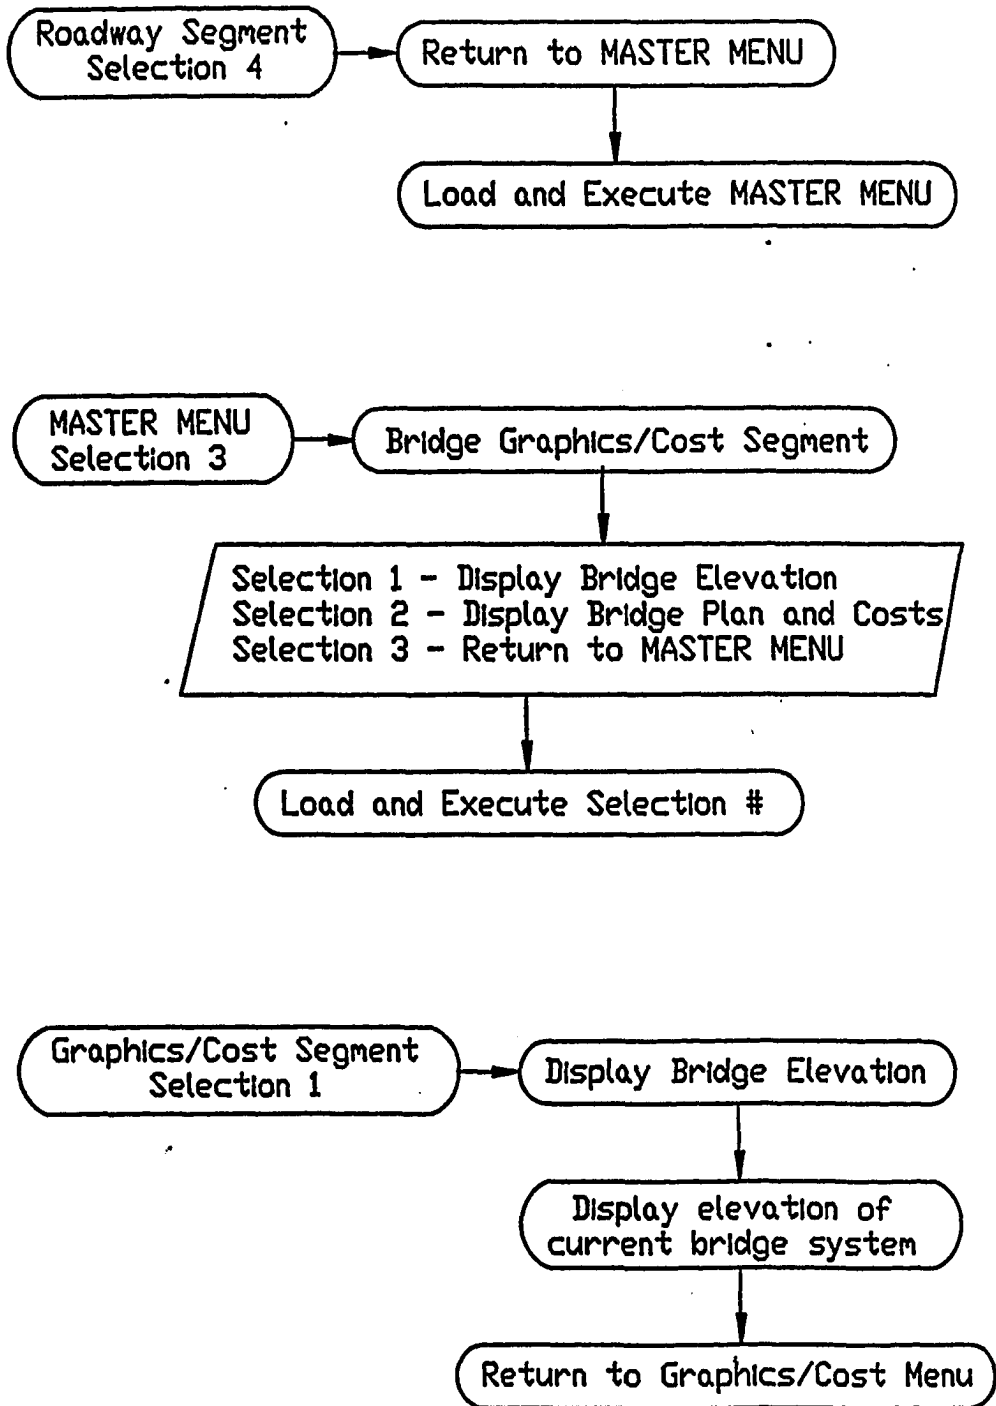 Roadway Segment
Selection 4
Return to MASTER MENU
Load and Execute MASTER MENU
MASTER MENU
Selection 3
Bridge Graphics/Cost Segment
Selection 1 - Display Bridge Elevation
Selection 2 - Display Bridge Plan and Costs
Selection 3 - Return to MASTER MENU
Load and Execute Selection #
Graphics/Cost Segment
Selection 1
Display Bridge Elevation
Display elevation of
current bridge system
Return to Graphics/Cost Menu